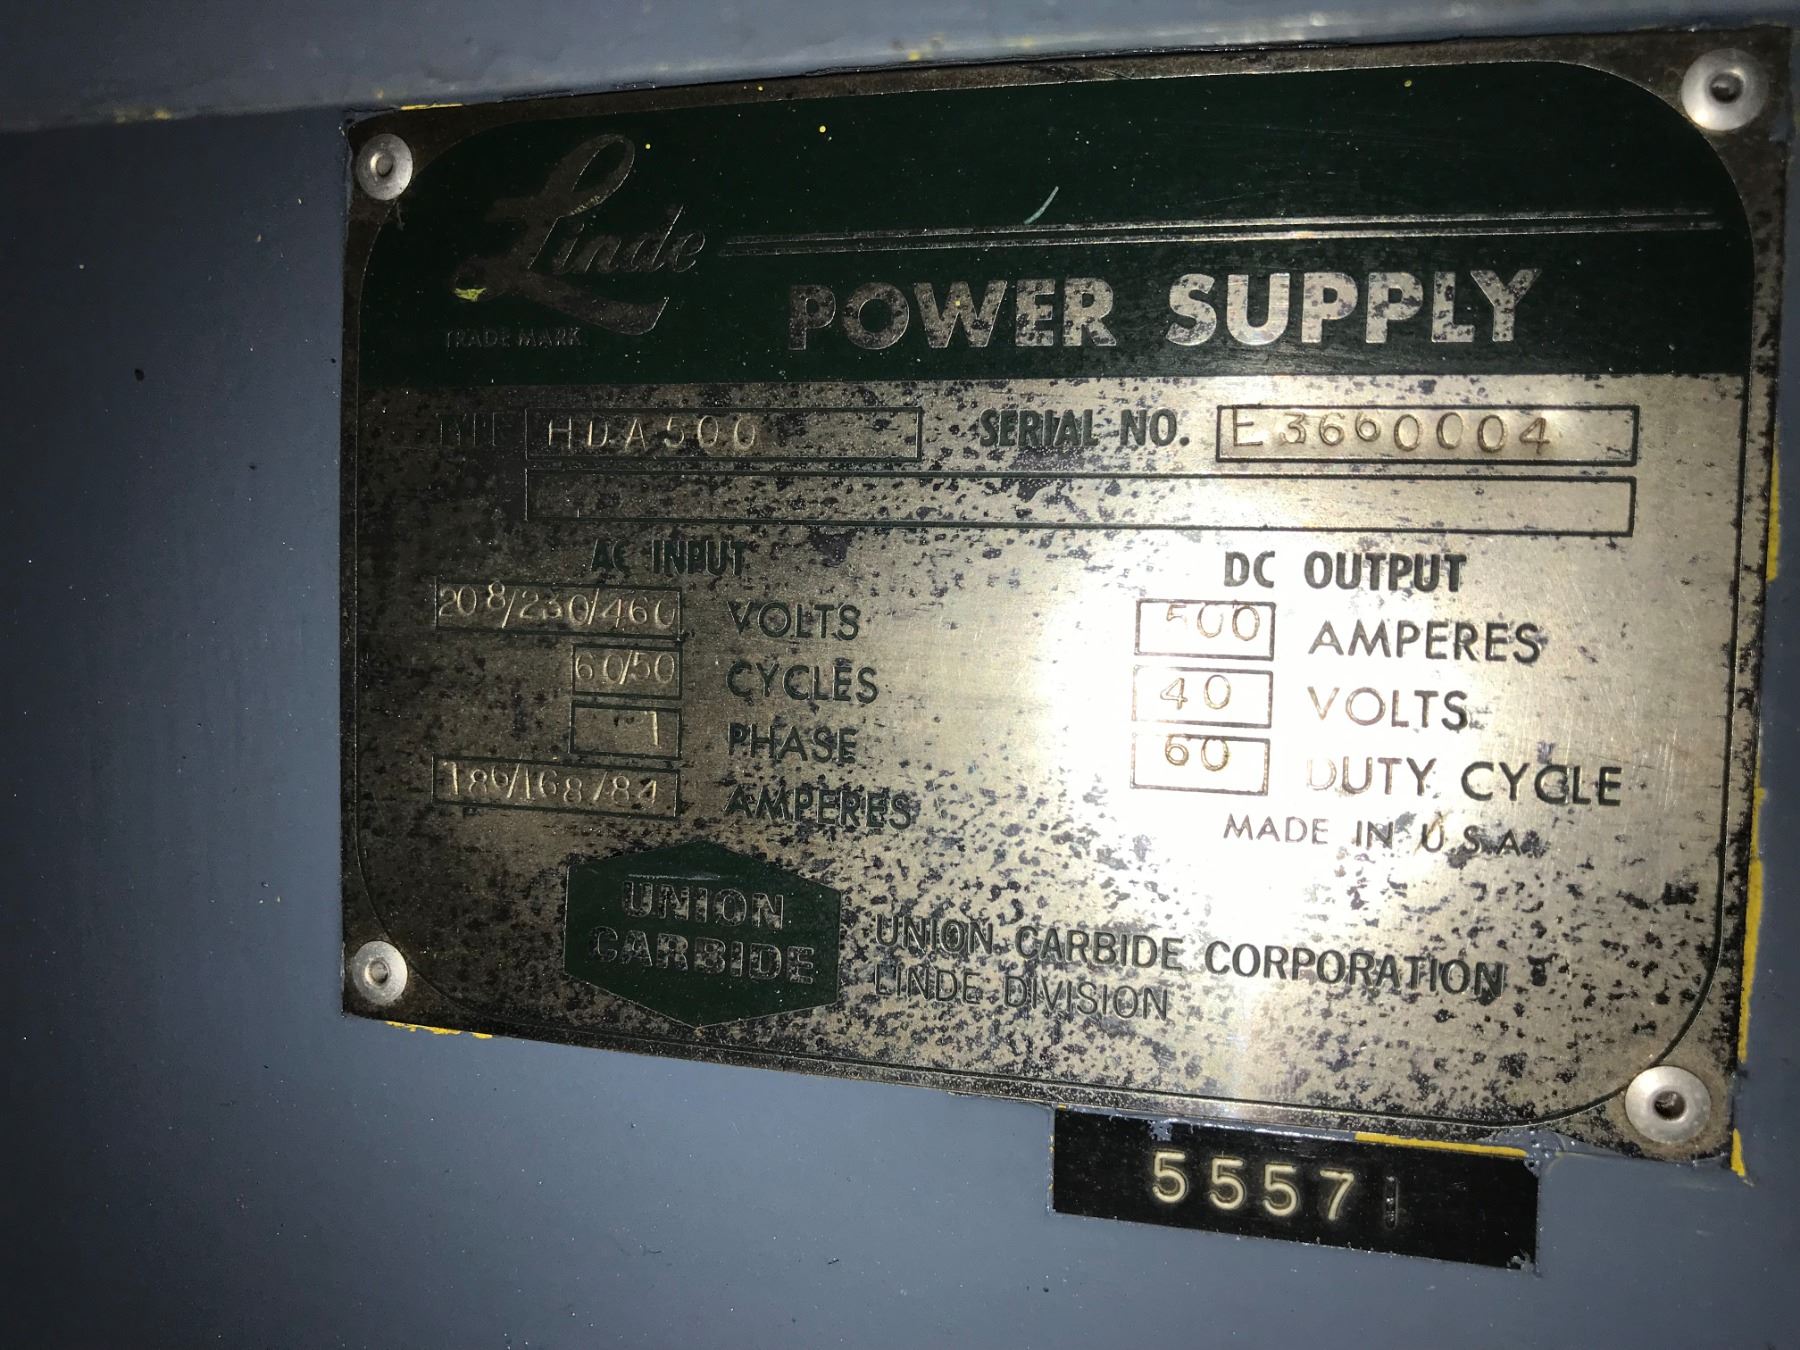 Linde
TRADE-MARK
POWER SUPPLY
TYPE HDA500 SERIAL NO. E3660004
AC INPUT DC OUTPUT
208/230/460 VOLTS 500 AMPERES
60/50 CYCLES 40 VOLTS
1 PHASE 60 DUTY CYCLE
186/168/84 AMPERES MADE IN U.S.A.
UNION
CARBIDE
UNION CARBIDE CORPORATION
LINDE DIVISION
5557